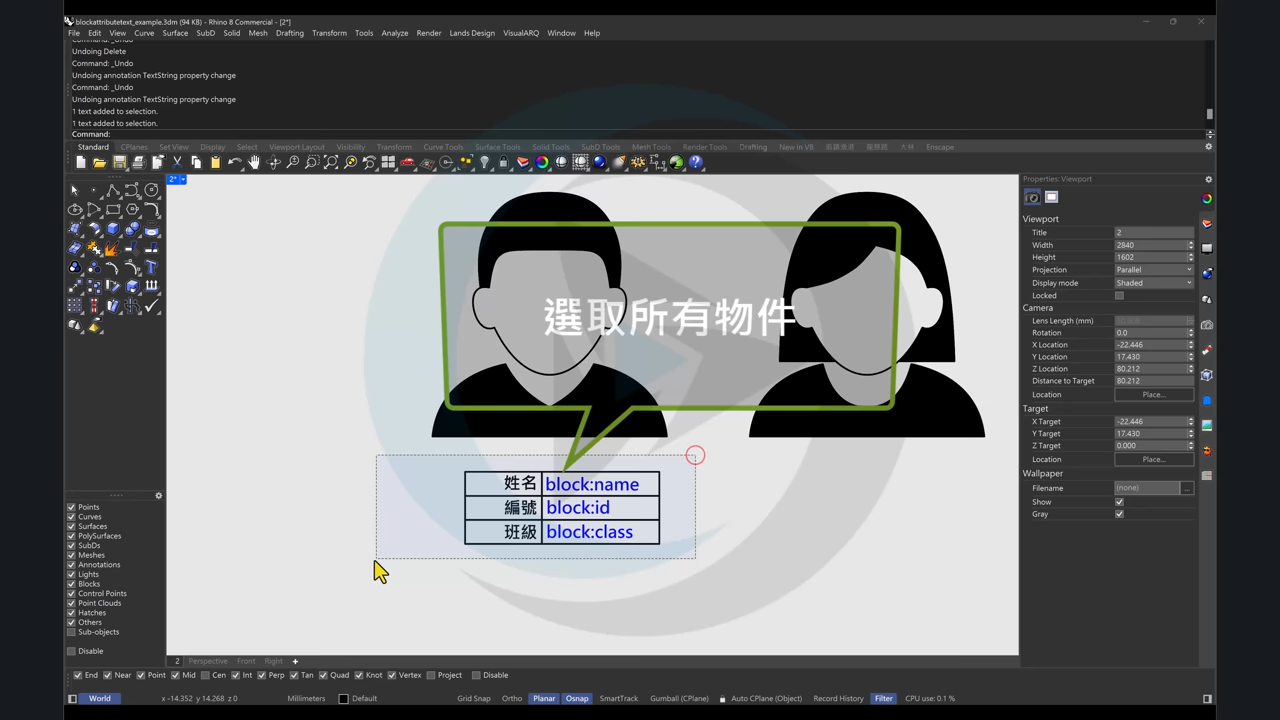 blockattributetext_example.3dm (94 KB) - Rhino 8 Commercial - [2*]
File Edit View Curve Surface SubD Solid Mesh Drafting Transform Tools Analyze Render Lands Design VisualARQ Window Help
Command: _Undo
Undoing Delete
Command: _Undo
Undoing annotation TextString property change
Command: _Undo
Undoing annotation TextString property change
1 text added to selection.
1 text added to selection.
Command:
Standard CPlanes Set View Display Select Viewport Layout Visibility Transform Curve Tools Surface Tools Solid Tools SubD Tools Mesh Tools Render Tools Drafting New in V8 Enscape
2*
選取所有物件
姓名 block:name
編號 block:id
班級 block:class
Points
Curves
Surfaces
PolySurfaces
SubDs
Meshes
Annotations
Lights
Blocks
Control Points
Point Clouds
Hatches
Others
Sub-objects
Disable
Properties: Viewport
Viewport
Title 2
Width 2840
Height 1602
Projection Parallel
Display mode Shaded
Locked
Camera
Lens Length (mm)
Rotation 0.0
X Location -22.446
Y Location 17.430
Z Location 80.212
Distance to Target 80.212
Location Place...
Target
X Target -22.446
Y Target 17.430
Z Target 0.000
Location Place...
Wallpaper
Filename (none) ...
Show
Gray
2 Perspective Front Right
End Near Point Mid Cen Int Perp Tan Quad Knot Vertex Project Disable
World x -14.352 y 14.268 z 0 Millimeters Default Grid Snap Ortho Planar Osnap SmartTrack Gumball (CPlane) Auto CPlane (Object) Record History Filter CPU use: 0.1 %